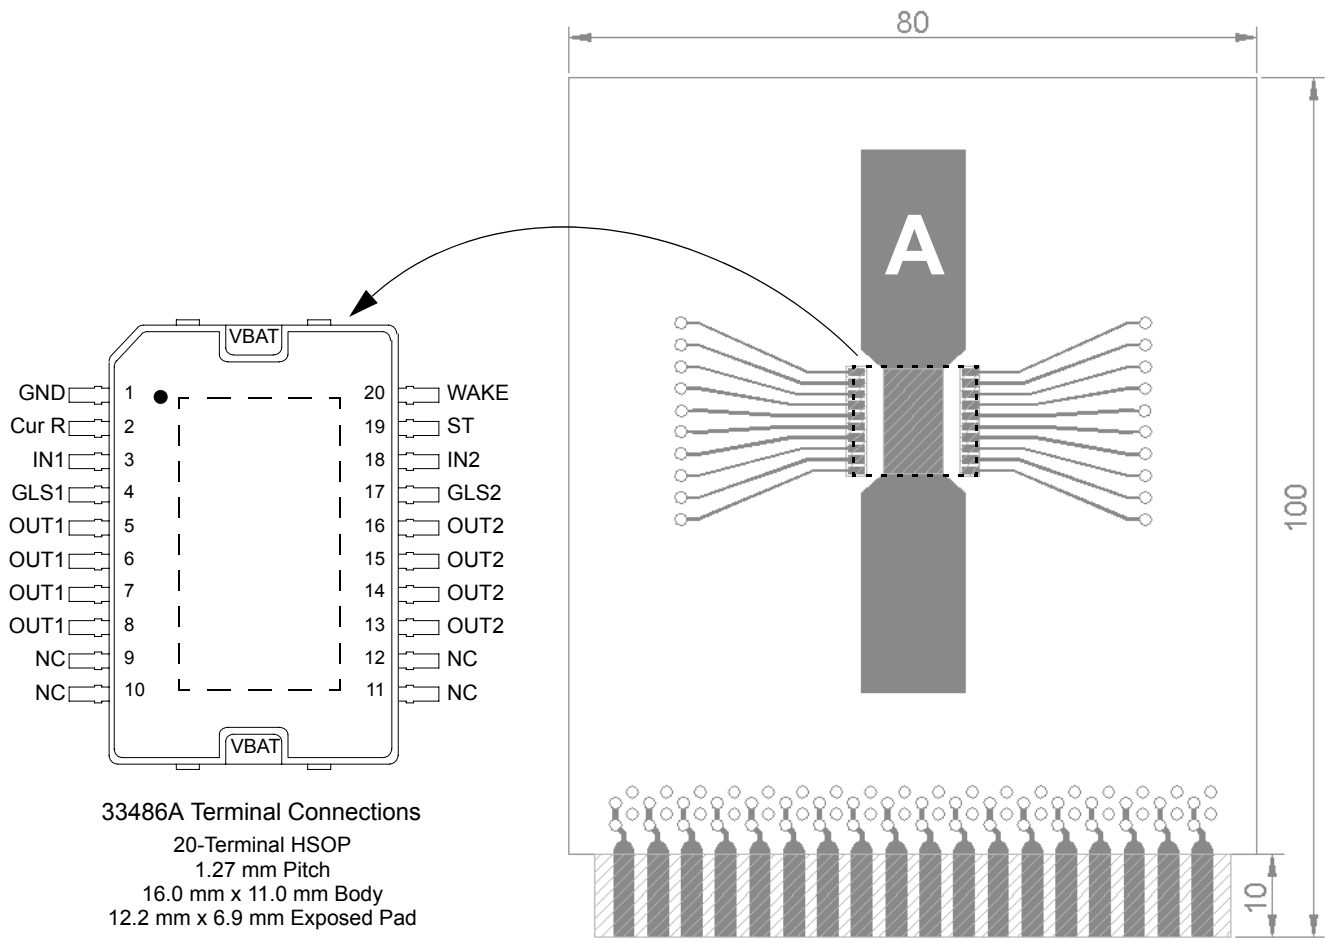 80
100
10
A
VBAT
GND 1 20 WAKE
Cur R 2 19 ST
IN1 3 18 IN2
GLS1 4 17 GLS2
OUT1 5 16 OUT2
OUT1 6 15 OUT2
OUT1 7 14 OUT2
OUT1 8 13 OUT2
NC 9 12 NC
NC 10 11 NC
VBAT
33486A Terminal Connections
20-Terminal HSOP
1.27 mm Pitch
16.0 mm x 11.0 mm Body
12.2 mm x 6.9 mm Exposed Pad